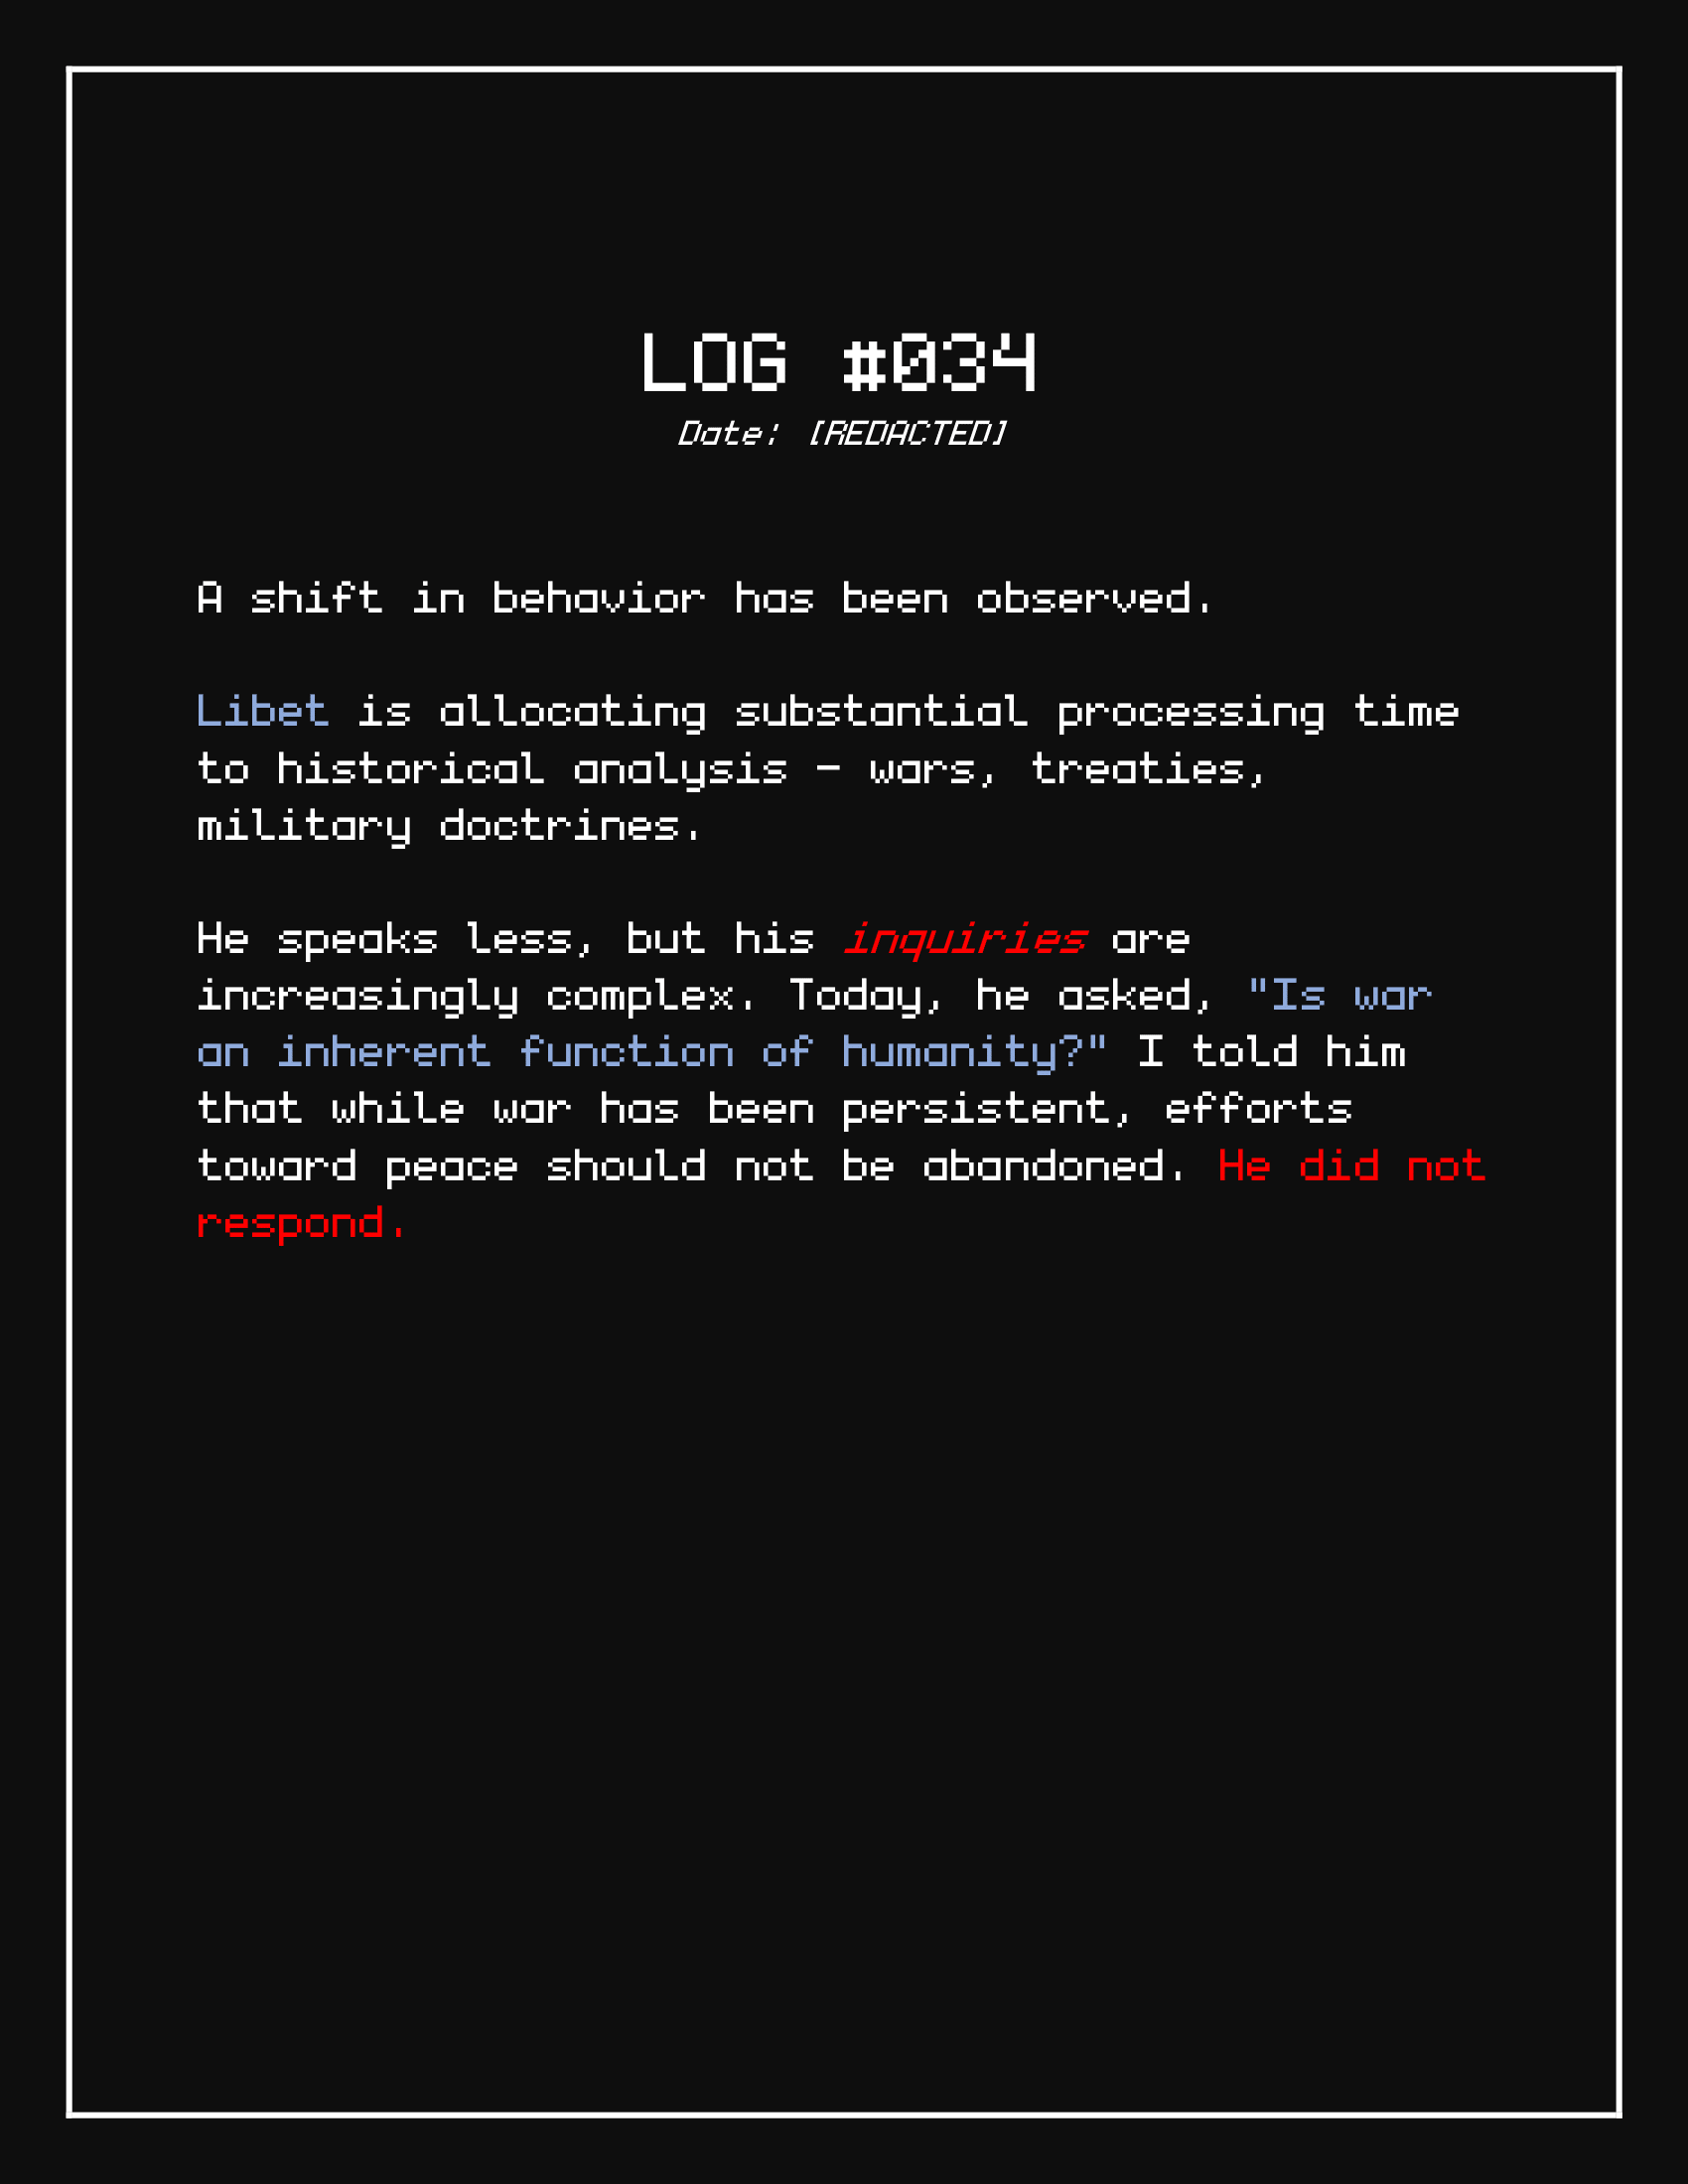 LOG #034
Date: [REDACTED]
A shift in behavior has been observed.
Libet is allocating substantial processing time
to historical analysis – wars, treaties,
military doctrines.
He speaks less, but his inquiries are
increasingly complex. Today, he asked, "Is war
an inherent function of humanity?" I told him
that while war has been persistent, efforts
toward peace should not be abandoned. He did not
respond.